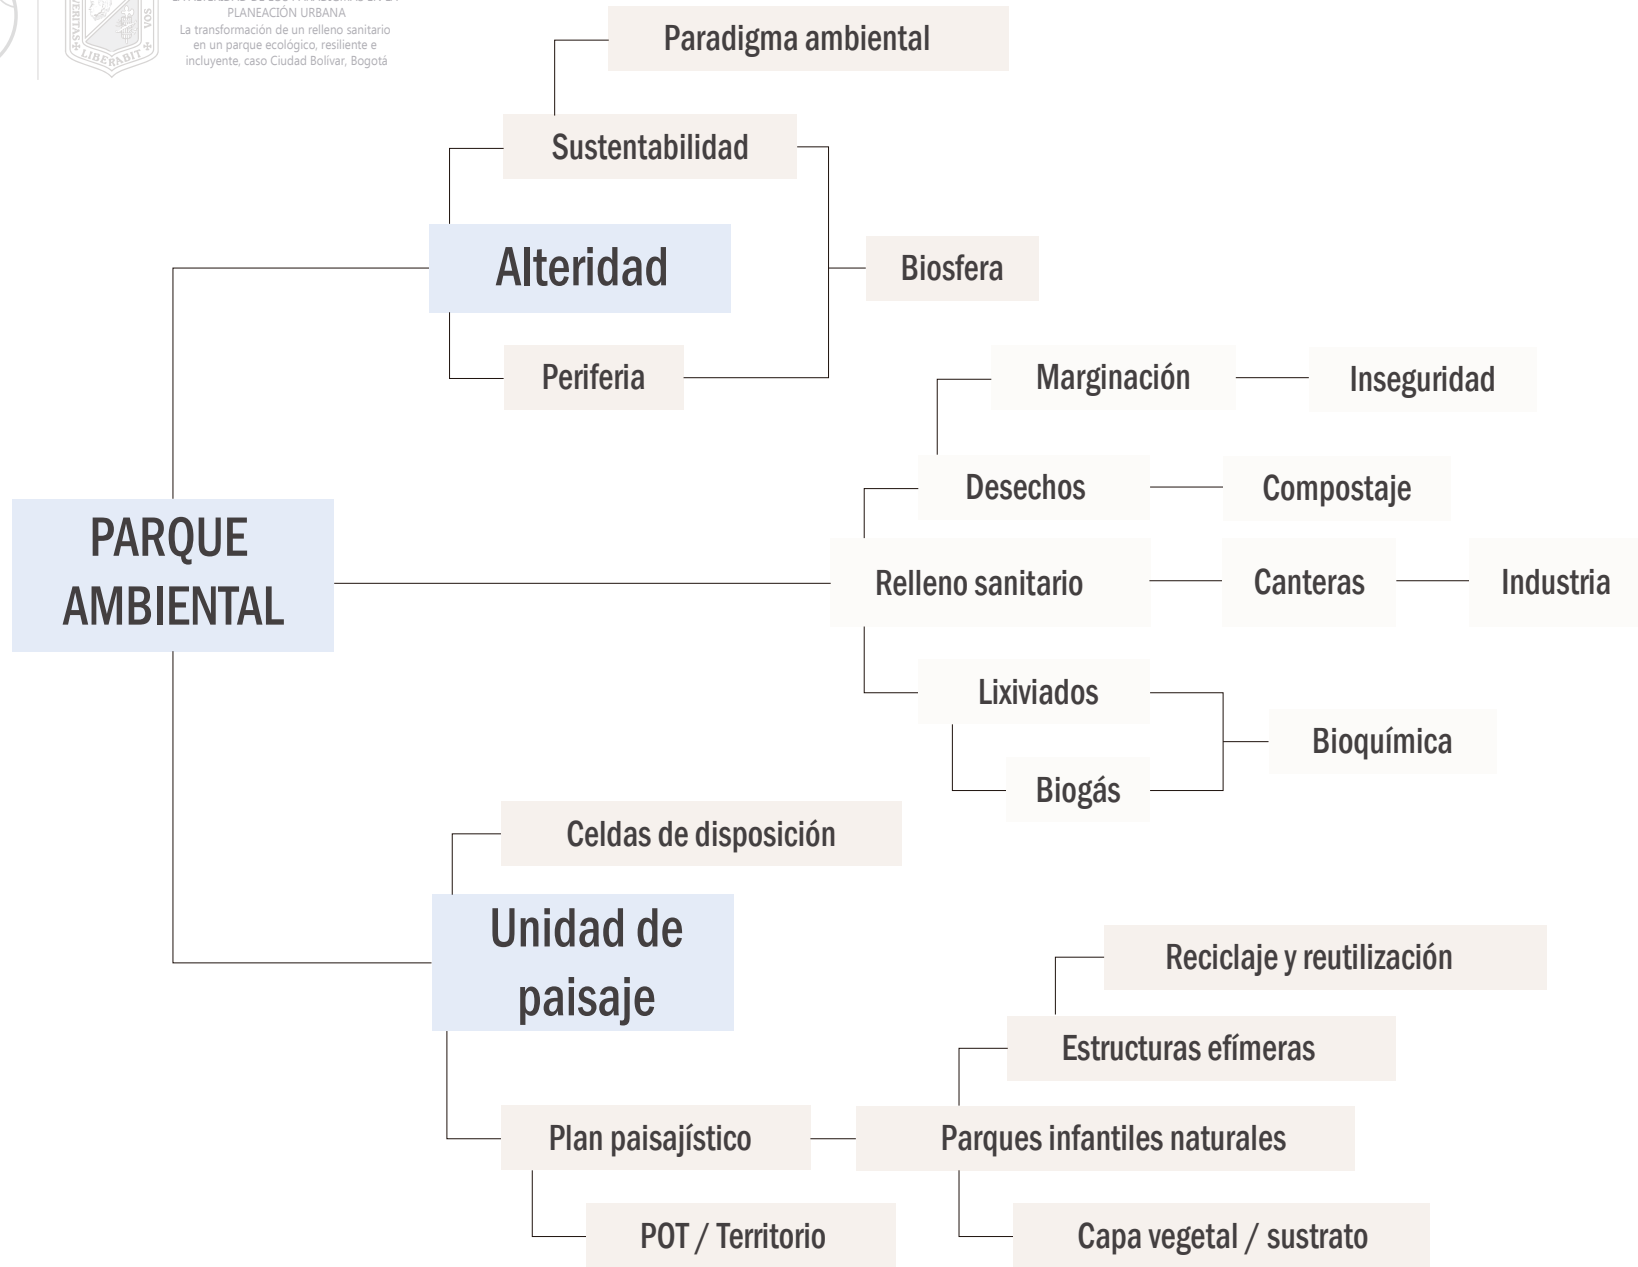 PLANEACIÓN URBANA
La transformación de un relleno sanitario
en un parque ecológico, resiliente e
incluyente, caso Ciudad Bolívar, Bogotá
VERITAS
LIBERABIT
VOS
Paradigma ambiental
Sustentabilidad
Alteridad
Biosfera
Periferia
Marginación
Inseguridad
Desechos
Compostaje
PARQUE
AMBIENTAL
Relleno sanitario
Canteras
Industria
Lixiviados
Bioquímica
Biogás
Celdas de disposición
Unidad de
paisaje
Reciclaje y reutilización
Estructuras efímeras
Plan paisajístico
Parques infantiles naturales
POT / Territorio
Capa vegetal / sustrato